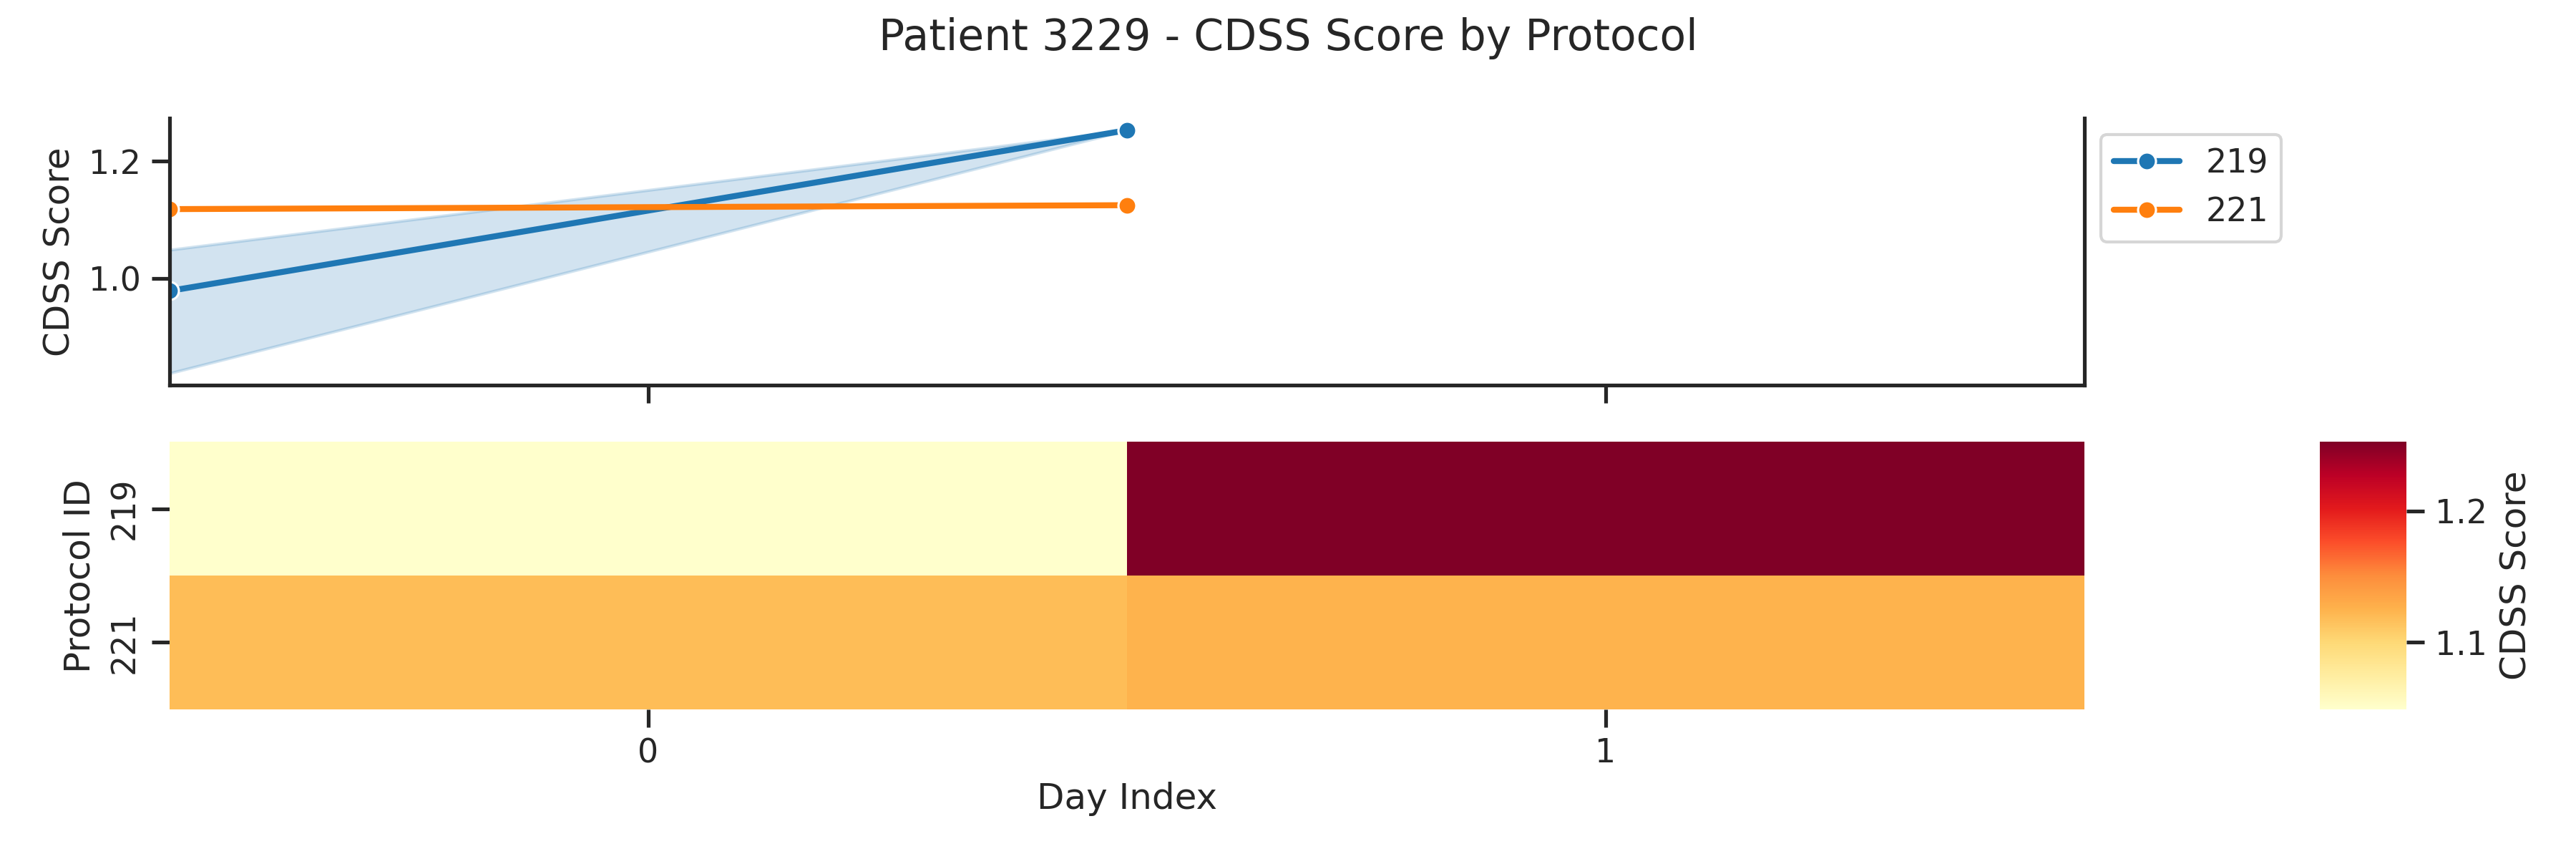 Patient 3229 - CDSS Score by Protocol
CDSS Score
1.2
1.0
219
221
Protocol ID
219
221
0
1
Day Index
1.2
1.1
CDSS Score